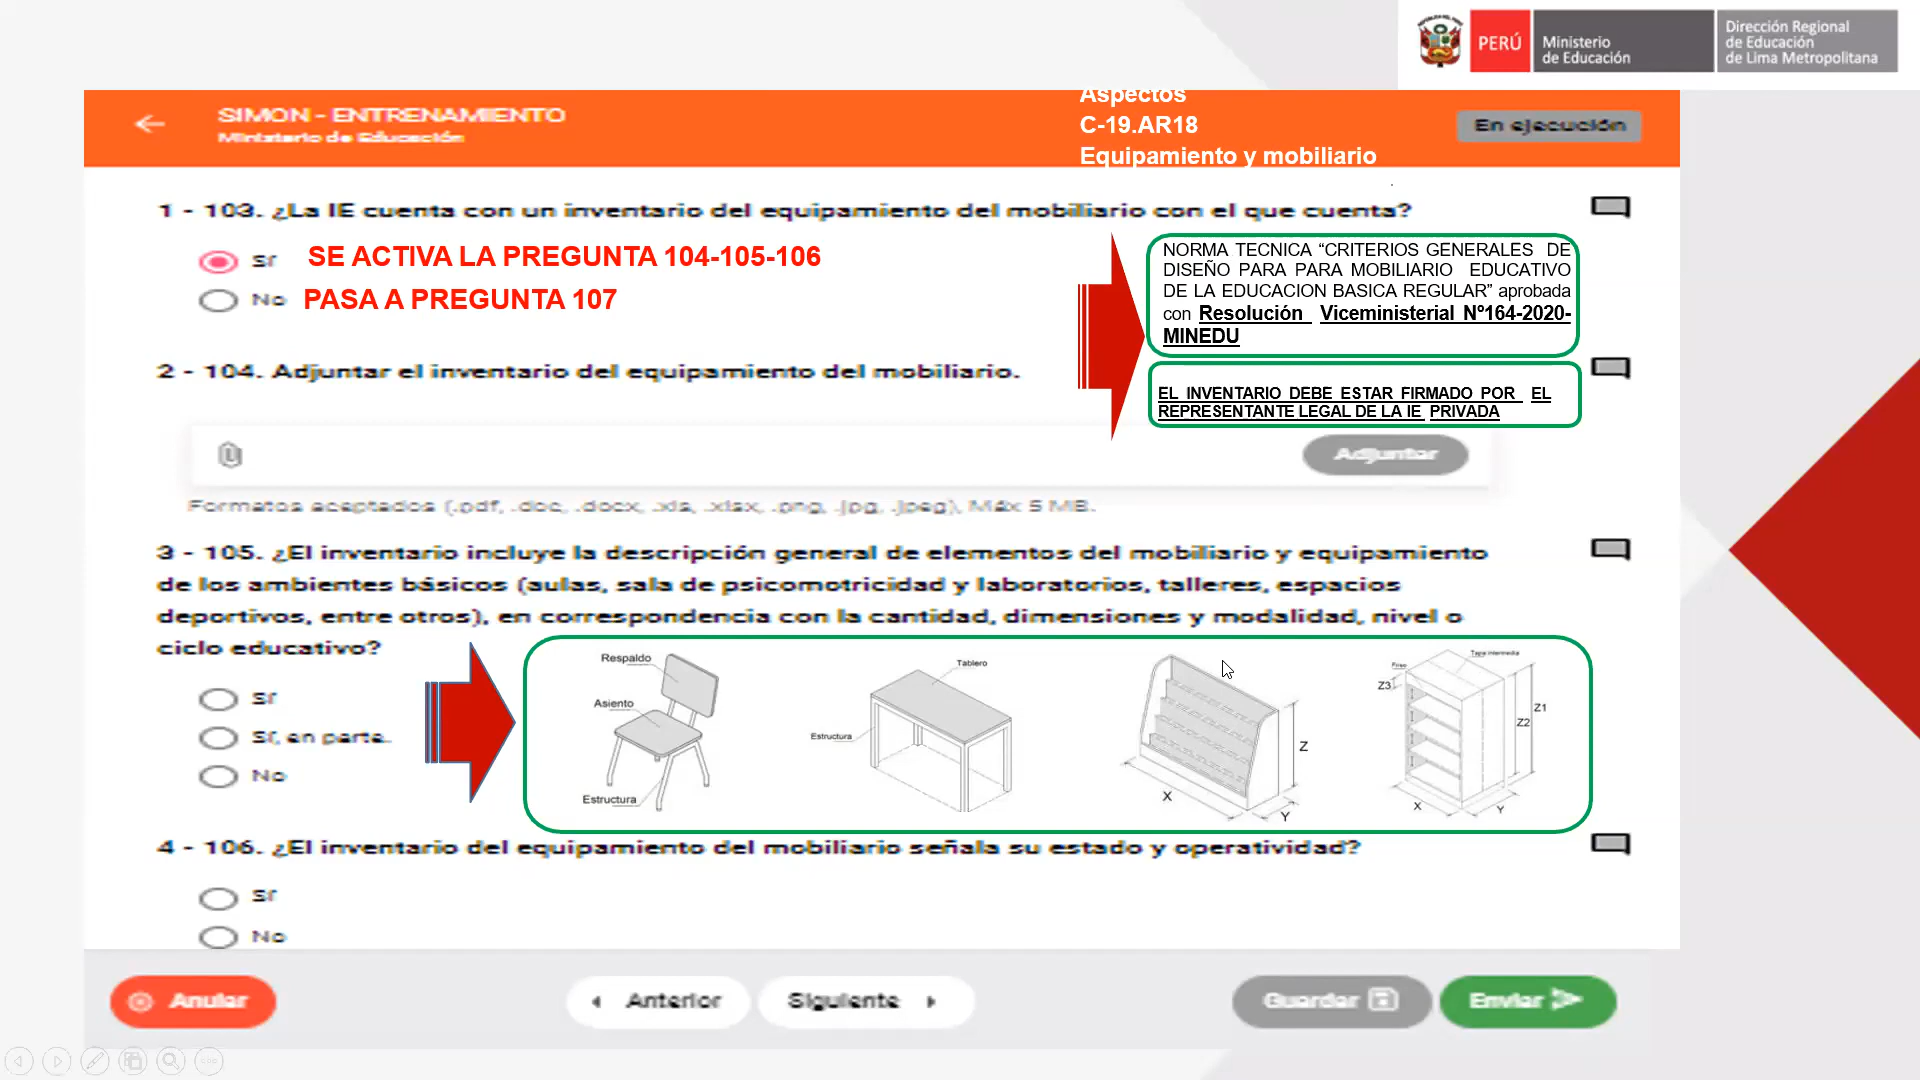 PERÚ
Ministerio
de Educación
Dirección Regional
de Educación
de Lima Metropolitana
SIMON - ENTRENAMIENTO
Ministerio de Educación
Aspectos
C-19.AR18
Equipamiento y mobiliario
En ejecución
1 - 103. ¿La IE cuenta con un inventario del equipamiento del mobiliario con el que cuenta?
Sí SE ACTIVA LA PREGUNTA 104-105-106
No PASA A PREGUNTA 107
NORMA TECNICA “CRITERIOS GENERALES DE
DISEÑO PARA PARA MOBILIARIO EDUCATIVO
DE LA EDUCACION BASICA REGULAR” aprobada
con Resolución Viceministerial Nº164-2020-
MINEDU
2 - 104. Adjuntar el inventario del equipamiento del mobiliario.
EL INVENTARIO DEBE ESTAR FIRMADO POR EL
REPRESENTANTE LEGAL DE LA IE PRIVADA
Adjuntar
Formatos aceptados (.pdf, .doc, .docx, .xls, .xlsx, .png, .jpg, .jpeg), Máx 5 MB.
3 - 105. ¿El inventario incluye la descripción general de elementos del mobiliario y equipamiento
de los ambientes básicos (aulas, sala de psicomotricidad y laboratorios, talleres, espacios
deportivos, entre otros), en correspondencia con la cantidad, dimensiones y modalidad, nivel o
ciclo educativo?
Sí
Sí, en parte.
No
Respaldo
Asiento
Estructura
Tablero
Estructura
Z
X
Y
Tapa intermedia
Z3
Z1
Z2
X
Y
4 - 106. ¿El inventario del equipamiento del mobiliario señala su estado y operatividad?
Sí
No
Anular
Anterior
Siguiente
Guardar
Enviar